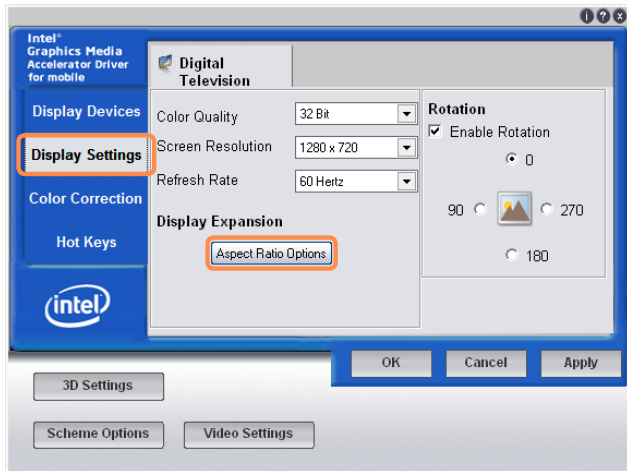 Intel®
Graphics Media
Accelerator Driver
for mobile
Display Devices
Display Settings
Color Correction
Hot Keys
intel
Digital
Television
Color Quality
32 Bit
Screen Resolution
1280 x 720
Refresh Rate
60 Hertz
Display Expansion
Aspect Ratio Options
Rotation
Enable Rotation
0
90
270
180
OK
Cancel
Apply
3D Settings
Scheme Options
Video Settings